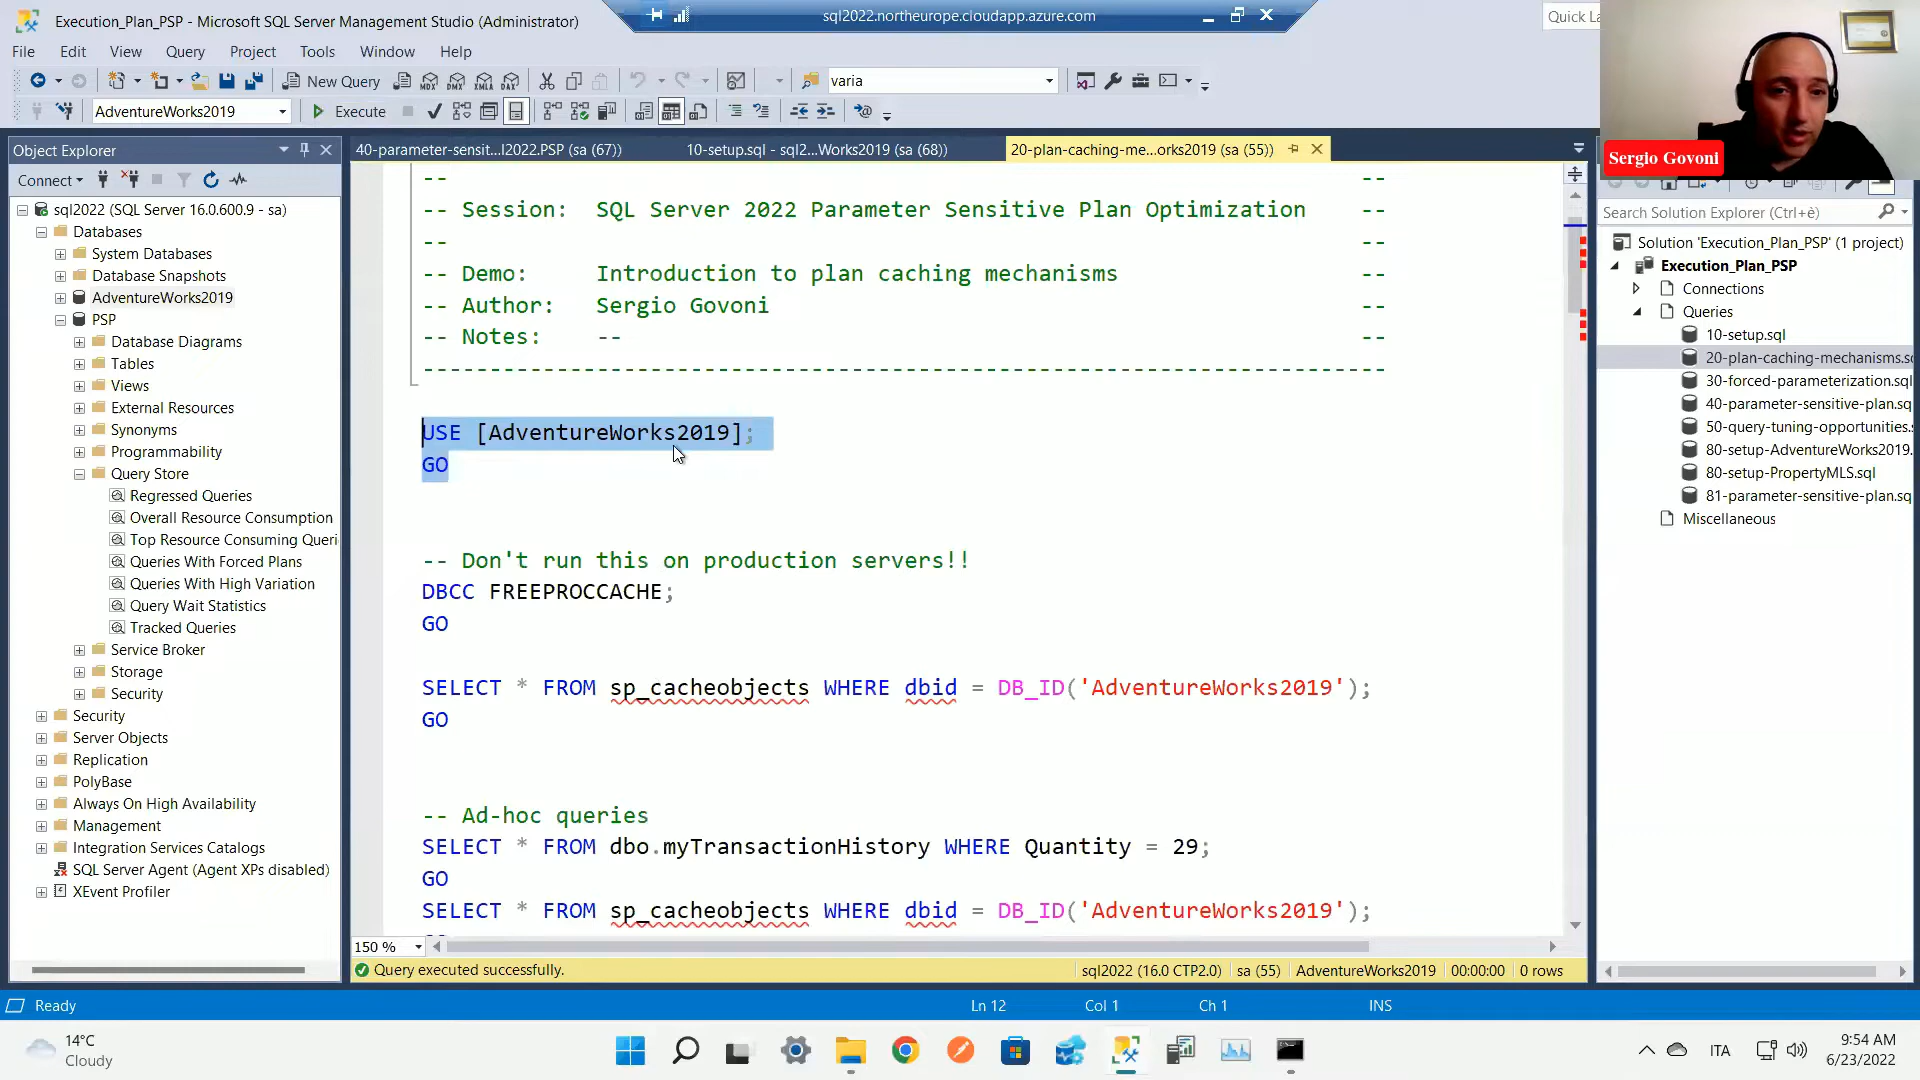 Execution_Plan_PSP - Microsoft SQL Server Management Studio (Administrator)
sql2022.northeurope.cloudapp.azure.com
Quick La
File Edit View Query Project Tools Window Help
New Query
MDX DMX XMLA DAX
varia
AdventureWorks2019
Execute
Sergio Govoni
Object Explorer
Connect
sql2022 (SQL Server 16.0.600.9 - sa)
Databases
System Databases
Database Snapshots
AdventureWorks2019
PSP
Database Diagrams
Tables
Views
External Resources
Synonyms
Programmability
Query Store
Regressed Queries
Overall Resource Consumption
Top Resource Consuming Queri
Queries With Forced Plans
Queries With High Variation
Query Wait Statistics
Tracked Queries
Service Broker
Storage
Security
Security
Server Objects
Replication
PolyBase
Always On High Availability
Management
Integration Services Catalogs
SQL Server Agent (Agent XPs disabled)
XEvent Profiler
40-parameter-sensit...l2022.PSP (sa (67))
10-setup.sql - sql2...Works2019 (sa (68))
20-plan-caching-me...orks2019 (sa (55))
-- --
-- Session: SQL Server 2022 Parameter Sensitive Plan Optimization --
-- --
-- Demo: Introduction to plan caching mechanisms --
-- Author: Sergio Govoni --
-- Notes: -- --
------------------------------------------------------------------------
USE [AdventureWorks2019];
GO
-- Don't run this on production servers!!
DBCC FREEPROCCACHE;
GO
SELECT * FROM sp_cacheobjects WHERE dbid = DB_ID('AdventureWorks2019');
GO
-- Ad-hoc queries
SELECT * FROM dbo.myTransactionHistory WHERE Quantity = 29;
GO
SELECT * FROM sp_cacheobjects WHERE dbid = DB_ID('AdventureWorks2019');
150 %
Query executed successfully.
sql2022 (16.0 CTP2.0) sa (55) AdventureWorks2019 00:00:00 0 rows
Search Solution Explorer (Ctrl+è)
Solution 'Execution_Plan_PSP' (1 project)
Execution_Plan_PSP
Connections
Queries
10-setup.sql
20-plan-caching-mechanisms.sq
30-forced-parameterization.sql
40-parameter-sensitive-plan.sq
50-query-tuning-opportunities.
80-setup-AdventureWorks2019.
80-setup-PropertyMLS.sql
81-parameter-sensitive-plan.sq
Miscellaneous
Ready
Ln 12
Col 1
Ch 1
INS
14°C
Cloudy
ITA
9:54 AM
6/23/2022